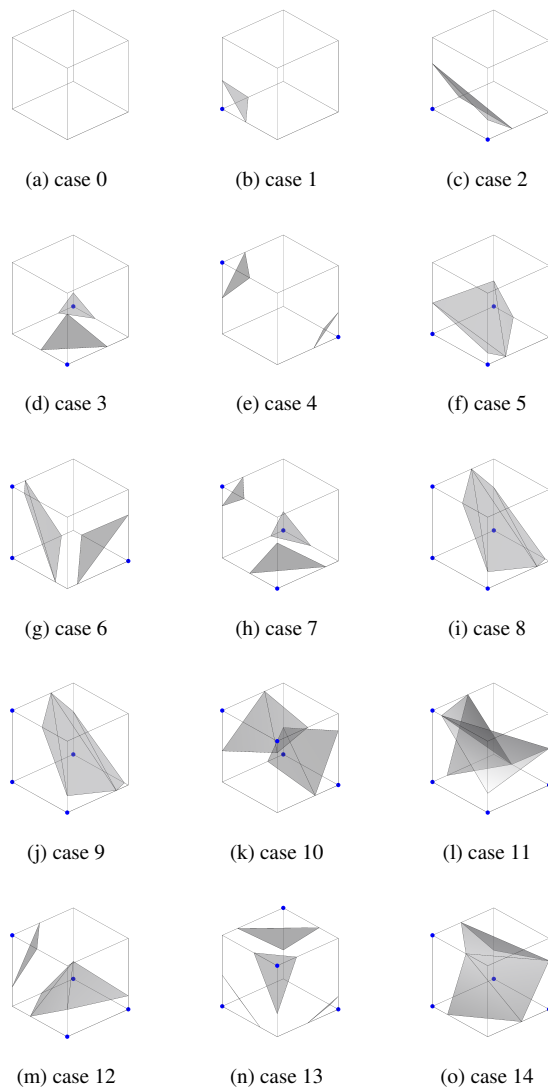 (a) case 0 (b) case 1 (c) case 2
(d) case 3 (e) case 4 (f) case 5
(g) case 6 (h) case 7 (i) case 8
(j) case 9 (k) case 10 (l) case 11
(m) case 12 (n) case 13 (o) case 14